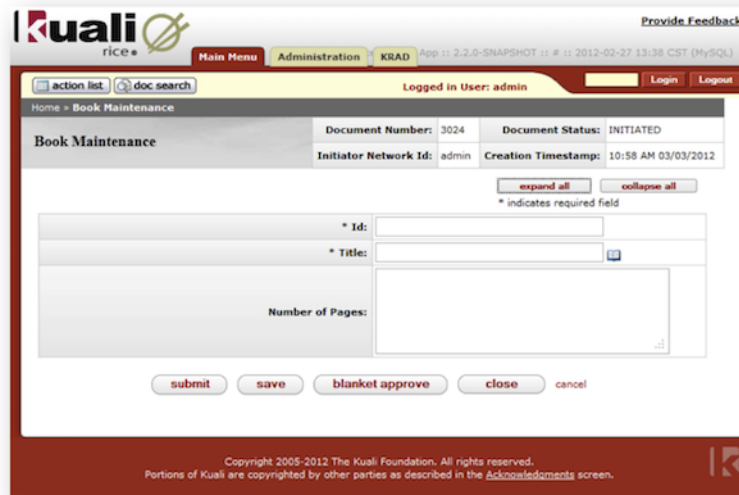 Kuali
rice
Provide Feedback
Main Menu Administration KRAD App :: 2.2.0-SNAPSHOT :: # :: 2012-02-27 13:38 CST (MySQL)
action list doc search Logged in User: admin Login Logout
Home » Book Maintenance
Book Maintenance
Document Number: 3024 Document Status: INITIATED
Initiator Network Id: admin Creation Timestamp: 10:58 AM 03/03/2012
expand all collapse all
* indicates required field
* Id:
* Title:
Number of Pages:
submit save blanket approve close cancel
Copyright 2005-2012 The Kuali Foundation. All rights reserved.
Portions of Kuali are copyrighted by other parties as described in the Acknowledgments screen.